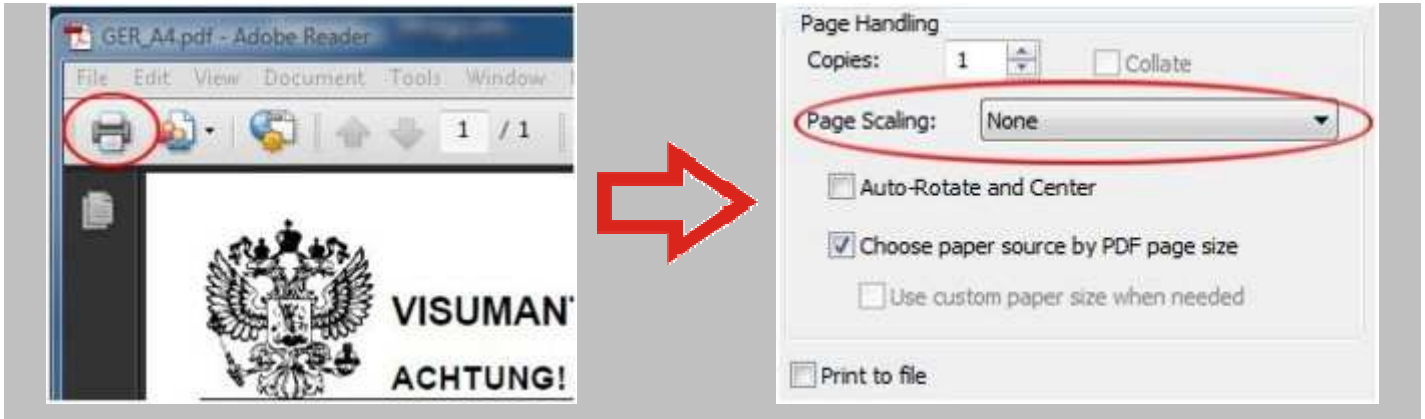 GER_A4.pdf - Adobe Reader
File Edit View Document Tools Window
1 / 1
VISUMAN
ACHTUNG!
Page Handling
Copies: 1 Collate
Page Scaling: None
Auto-Rotate and Center
Choose paper source by PDF page size
Use custom paper size when needed
Print to file